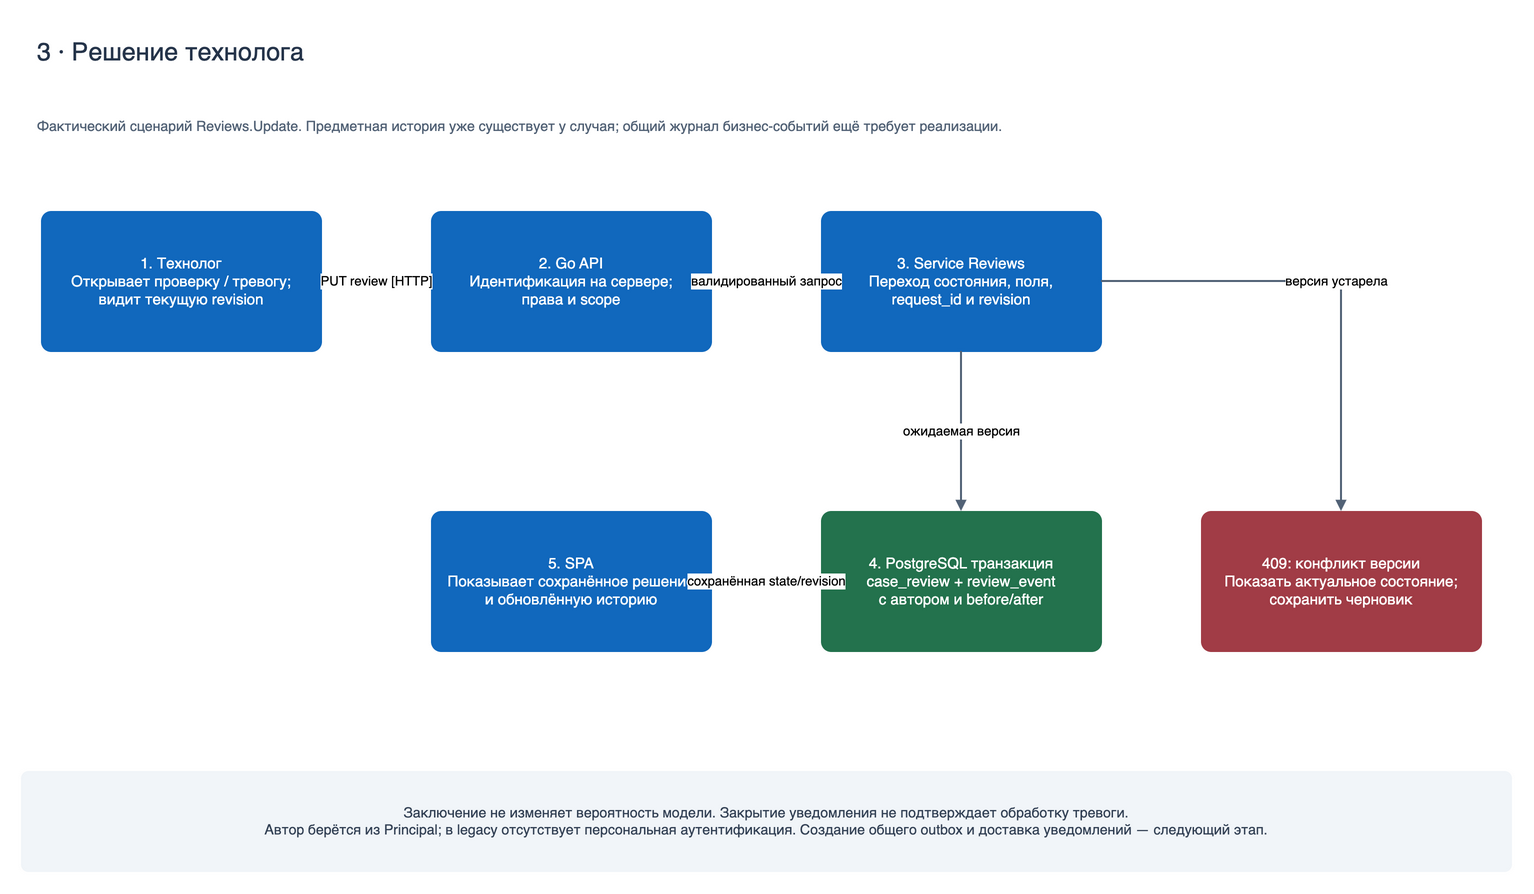 3 · Решение технолога
Фактический сценарий Reviews.Update. Предметная история уже существует у случая; общий журнал бизнес-событий ещё требует реализации.
1. Технолог
Открывает проверку / тревогу;
видит текущую revision
PUT review [HTTP]
2. Go API
Идентификация на сервере;
права и scope
валидированный запрос
3. Service Reviews
Переход состояния, поля,
request_id и revision
версия устарела
ожидаемая версия
5. SPA
Показывает сохранённое решени
и обновлённую историю
сохранённая state/revision
4. PostgreSQL транзакция
case_review + review_event
с автором и before/after
409: конфликт версии
Показать актуальное состояние;
сохранить черновик
Заключение не изменяет вероятность модели. Закрытие уведомления не подтверждает обработку тревоги.
Автор берётся из Principal; в legacy отсутствует персональная аутентификация. Создание общего outbox и доставка уведомлений — следующий этап.